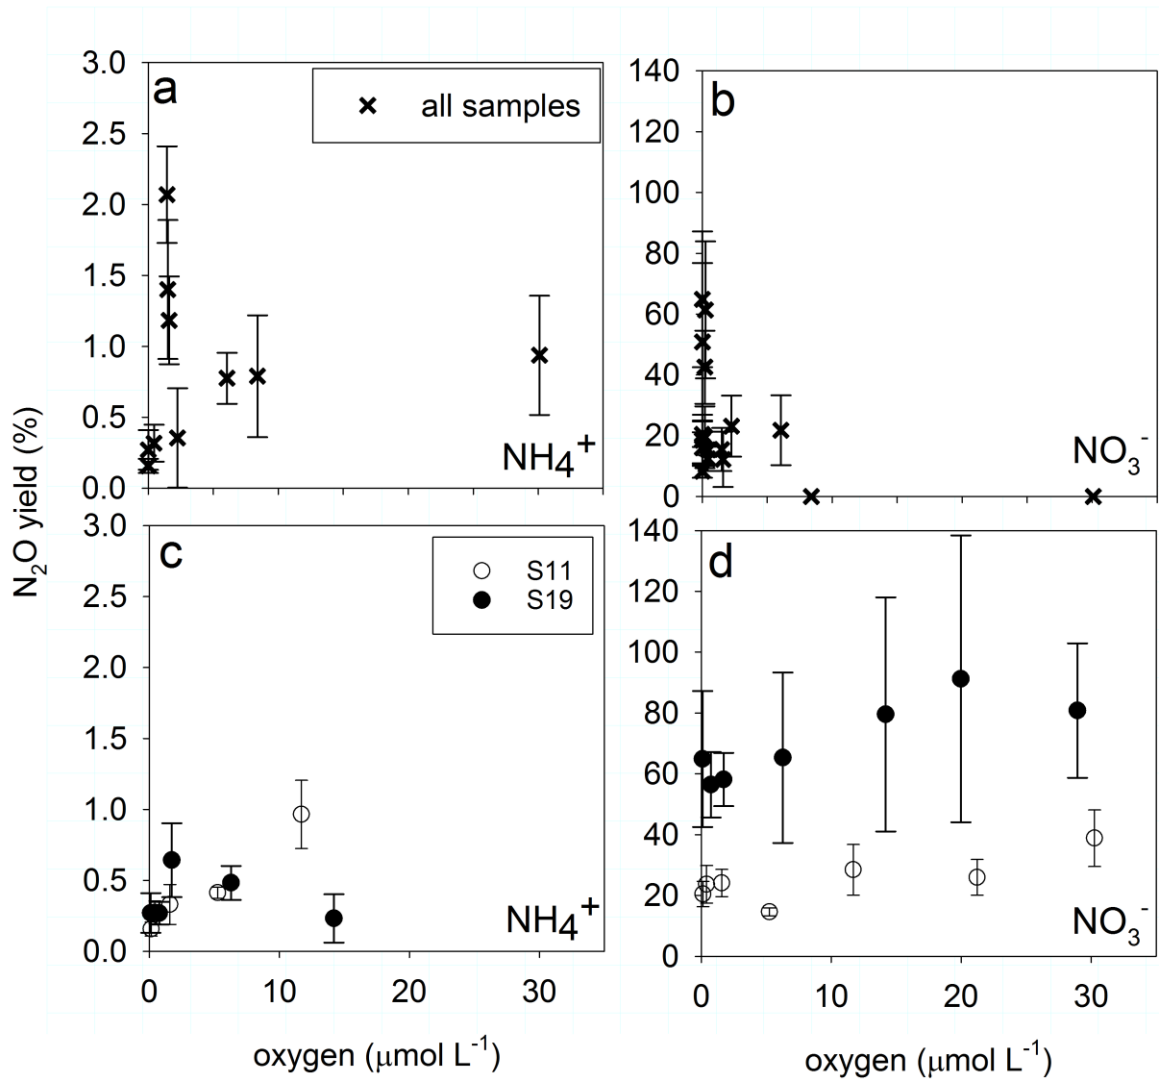 3.0
2.5
2.0
1.5
1.0
0.5
0.0
a
all samples
NH₄⁺
140
120
100
80
60
40
20
0
b
NO₃⁻
N₂O yield (%)
3.0
2.5
2.0
1.5
1.0
0.5
0.0
c
S11
S19
NH₄⁺
0 10 20 30
oxygen (μmol L⁻¹)
140
120
100
80
60
40
20
0
d
NO₃⁻
0 10 20 30
oxygen (μmol L⁻¹)